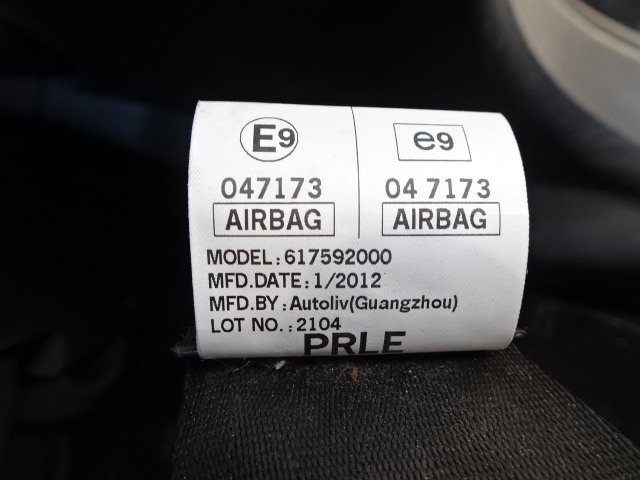 E9 e9
047173 04 7173
AIRBAG AIRBAG
MODEL:617592000
MFD.DATE:1/2012
MFD.BY:Autoliv(Guangzhou)
LOT NO.:2104
PRLE